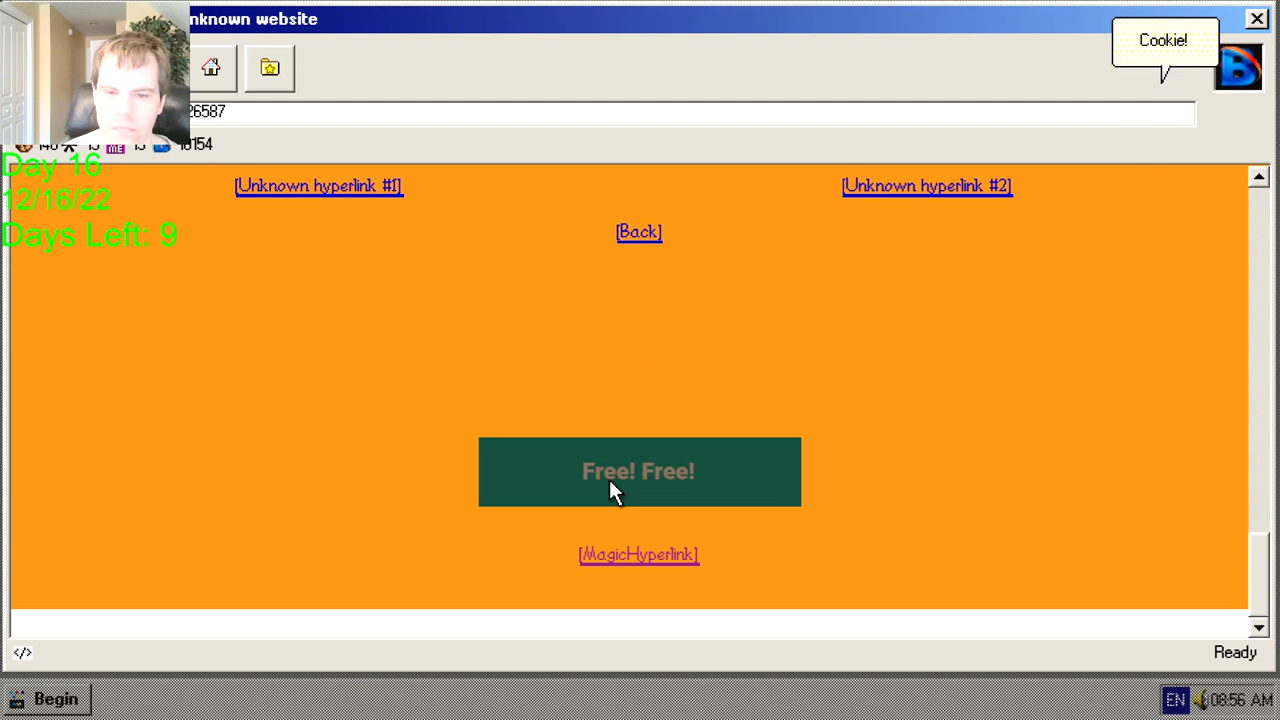 nknown website
Cookie!
26587
Day 16
12/16/22
Days Left: 9
[Unknown hyperlink #1]
[Unknown hyperlink #2]
[Back]
Free! Free!
[MagicHyperlink]
</>
Ready
Begin
EN
08:56 AM